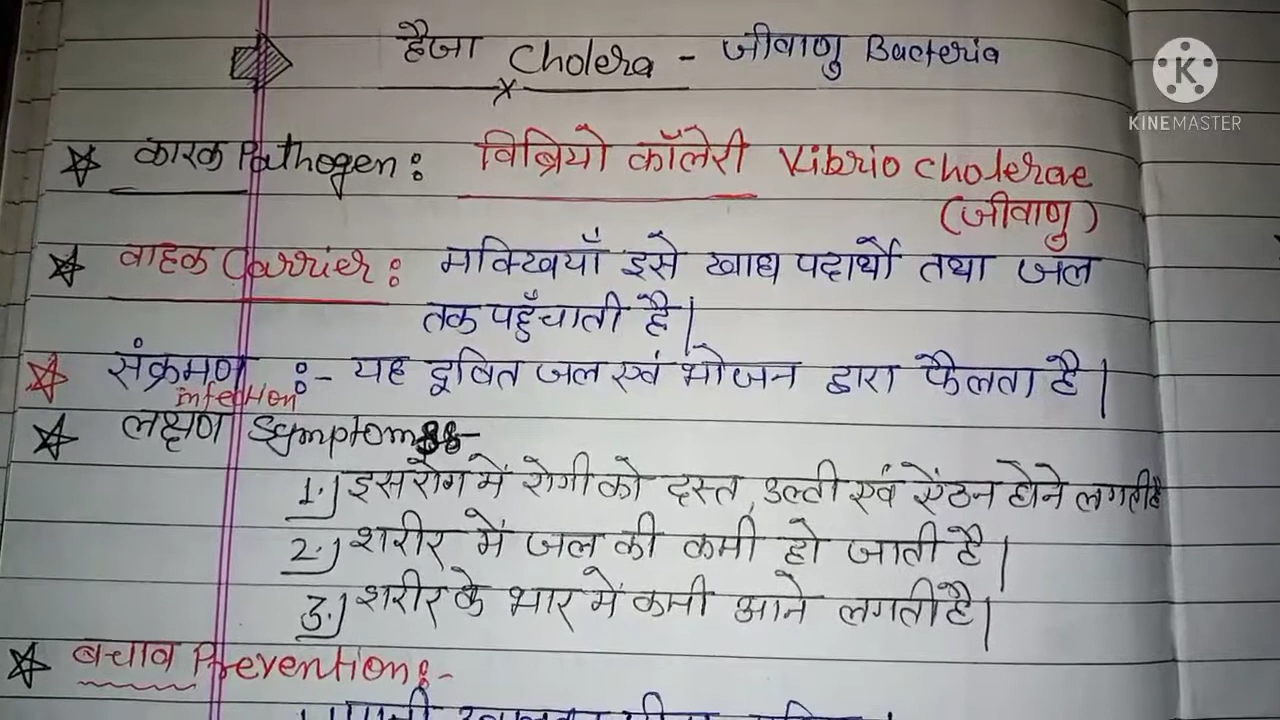 हैजा Cholera - जीवाणु Bacteria
K
KINEMASTER
कारक Pathogen: विब्रियो कॉलेरी Vibrio Cholerae
(जीवाणु)
वाहक Carrier: मक्खियाँ इसे खाद्य पदार्थों तथा जल
तक पहुँचाती है।
संक्रमण :- यह दूषित जल एवं भोजन द्वारा फैलता है।
infection
लक्षण Symptoms:-
1.) इस रोग में रोगी को दस्त, उल्टी एवं ऐंठन होने लगती है
2.) शरीर में जल की कमी हो जाती है।
3.) शरीर के भार में कमी आने लगती है।
बचाव Prevention:-